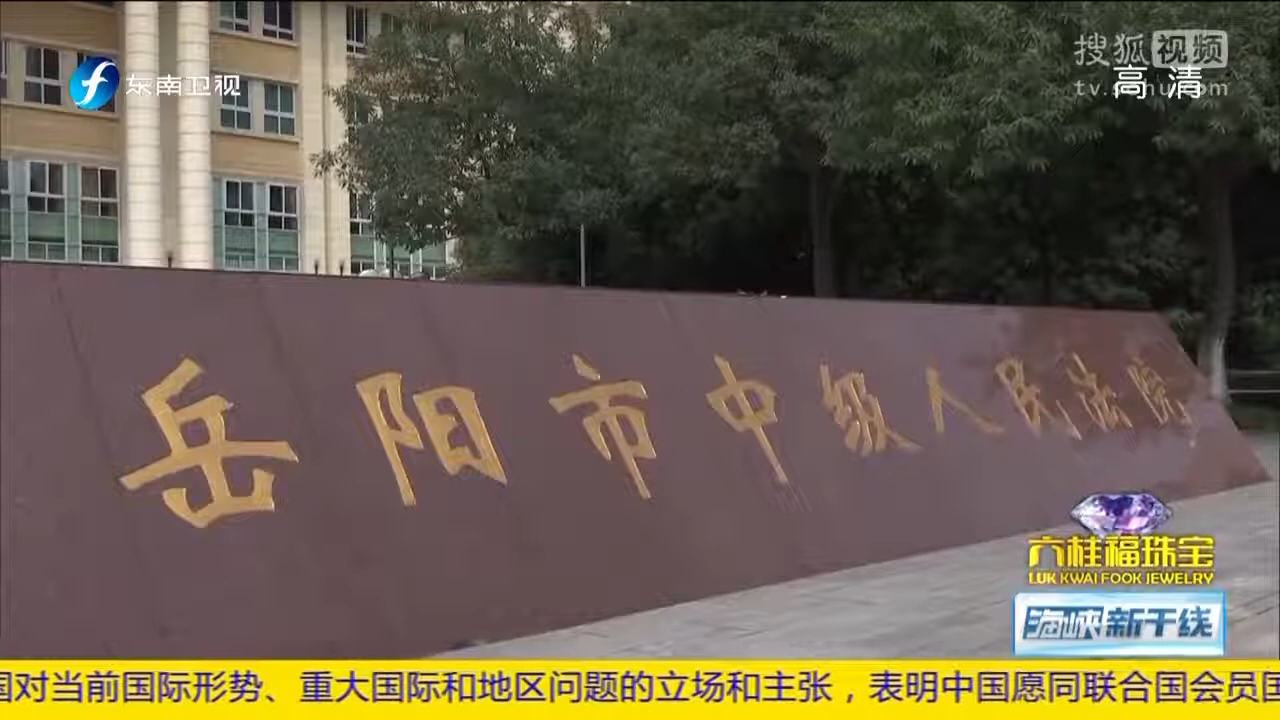 东南卫视
搜狐视频
tv.sohu.com
高清
岳阳市中级人民法院
六桂福珠宝
LUK KWAI FOOK JEWELRY
海峡新干线
国对当前国际形势、重大国际和地区问题的立场和主张，表明中国愿同联合国会员国